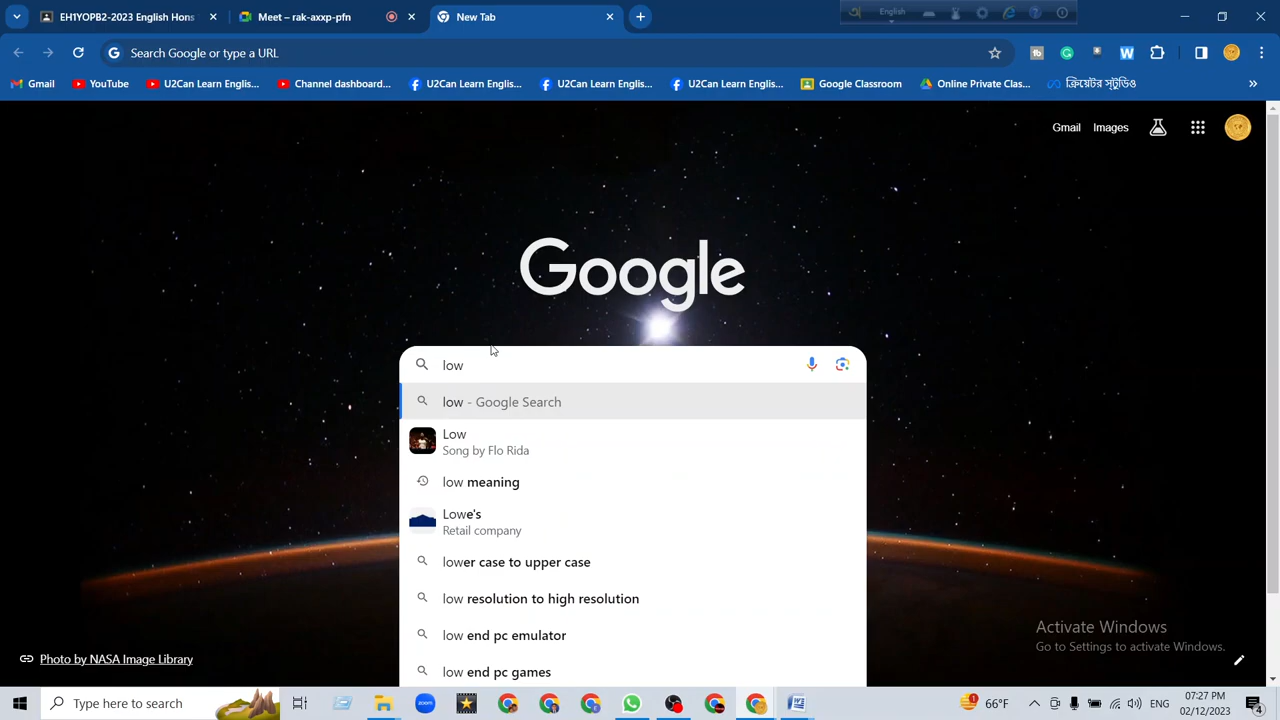 EH1YOPB2-2023 English Hons
Meet – rak-axxp-pfn
New Tab
Search Google or type a URL
Gmail
YouTube
U2Can Learn Englis...
Channel dashboard...
U2Can Learn Englis...
U2Can Learn Englis...
U2Can Learn Englis...
Google Classroom
Online Private Clas...
ক্রিয়েটর স্টুডিও
Gmail
Images
Google
low
low - Google Search
Low
Song by Flo Rida
low meaning
Lowe's
Retail company
lower case to upper case
low resolution to high resolution
low end pc emulator
low end pc games
Activate Windows
Go to Settings to activate Windows.
Photo by NASA Image Library
Type here to search
zoom
1
66°F
ENG
07:27 PM
02/12/2023
4